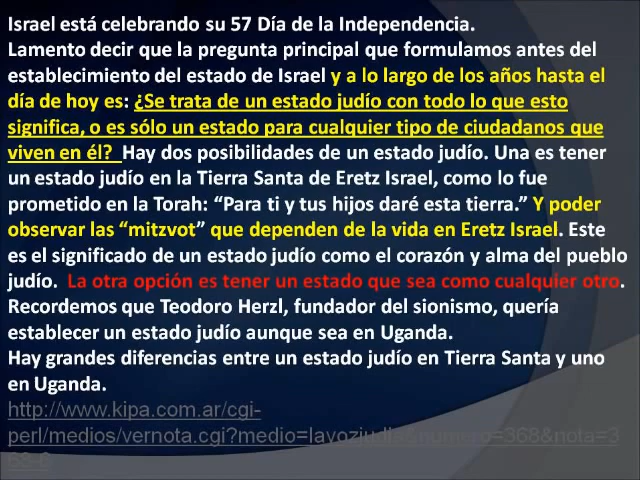 Israel está celebrando su 57 Día de la Independencia.
Lamento decir que la pregunta principal que formulamos antes del
establecimiento del estado de Israel y a lo largo de los años hasta el
día de hoy es: ¿Se trata de un estado judío con todo lo que esto
significa, o es sólo un estado para cualquier tipo de ciudadanos que
viven en él? Hay dos posibilidades de un estado judío. Una es tener
un estado judío en la Tierra Santa de Eretz Israel, como lo fue
prometido en la Torah: “Para ti y tus hijos daré esta tierra.” Y poder
observar las “mitzvot” que dependen de la vida en Eretz Israel. Este
es el significado de un estado judío como el corazón y alma del pueblo
judío. La otra opción es tener un estado que sea como cualquier otro.
Recordemos que Teodoro Herzl, fundador del sionismo, quería
establecer un estado judío aunque sea en Uganda.
Hay grandes diferencias entre un estado judío en Tierra Santa y uno
en Uganda.
http://www.kipa.com.ar/cgi-
perl/medios/vernota.cgi?medio=lavozjudia&numero=368&nota=3